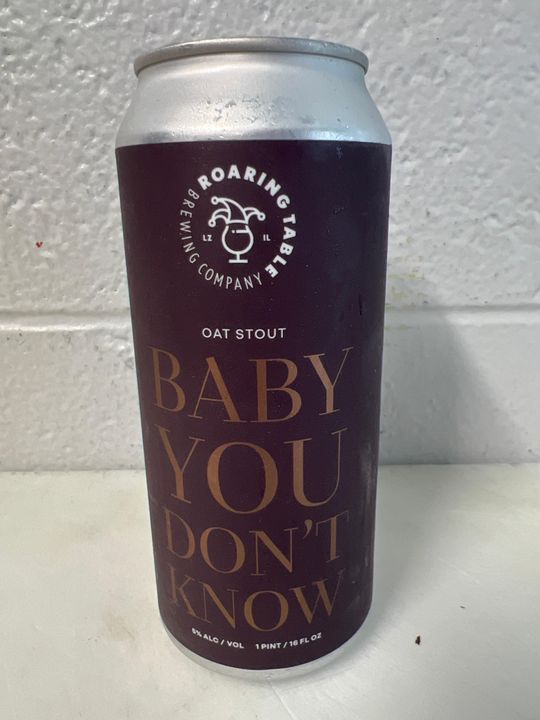 ROARING TABLE
BREWING COMPANY
LZ IL
OAT STOUT
BABY
YOU
DON'T
KNOW
5% ALC / VOL 1 PINT / 16 FL OZ